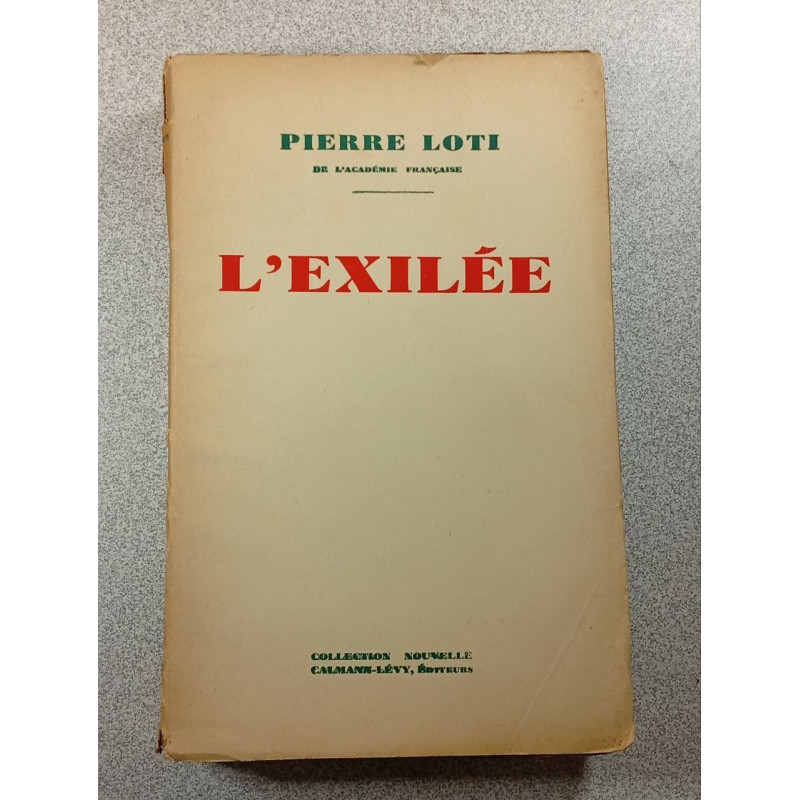 PIERRE LOTI
DE L'ACADÉMIE FRANÇAISE
L'EXILÉE
COLLECTION NOUVELLE
CALMANN-LÉVY, ÉDITEURS